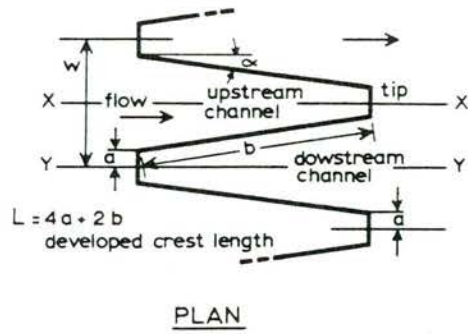 W
α
X
flow
upstream
channel
tip
X
b
a
Y
dowstream
channel
Y
a
L = 4a + 2b
developed crest length
PLAN